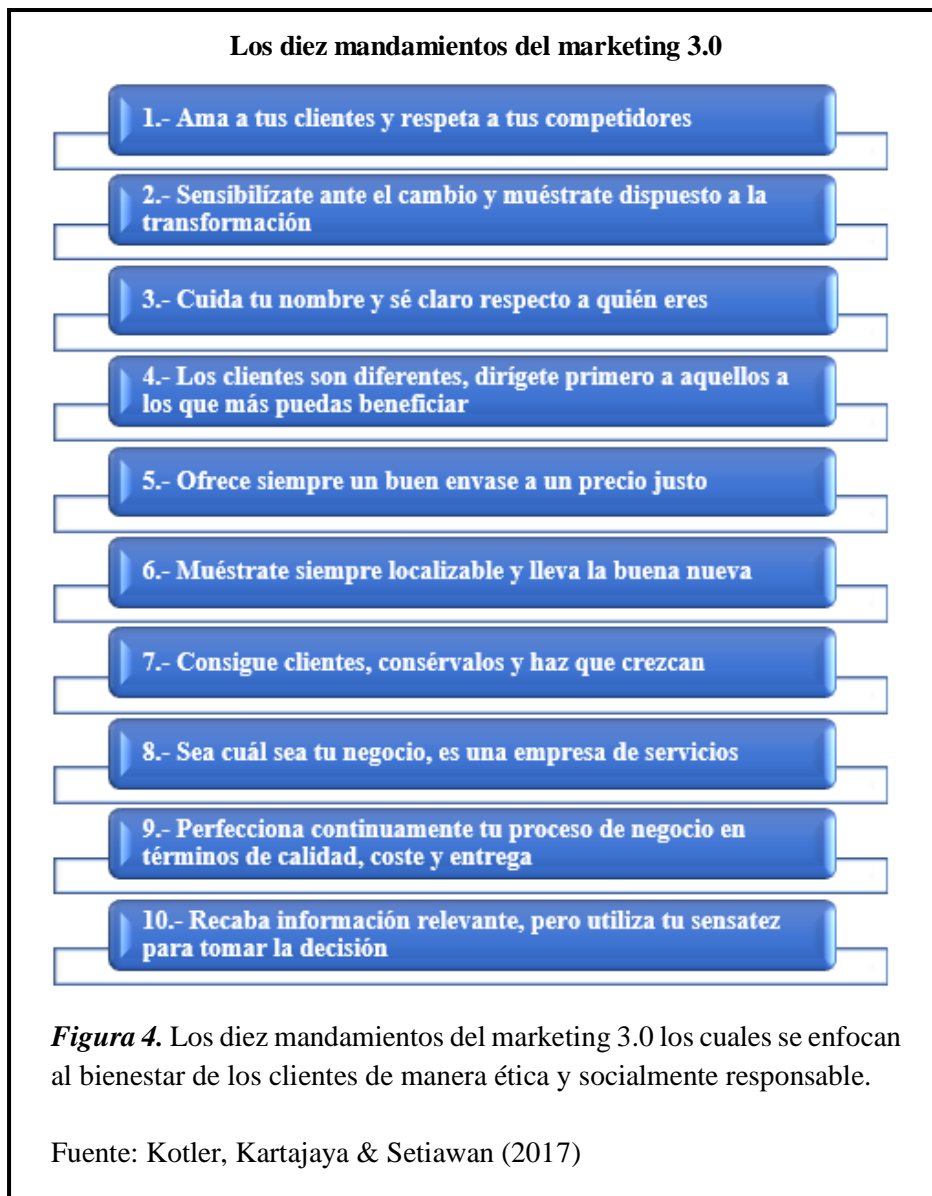 Los diez mandamientos del marketing 3.0
1.- Ama a tus clientes y respeta a tus competidores
2.- Sensibilízate ante el cambio y muéstrate dispuesto a la
transformación
3.- Cuida tu nombre y sé claro respecto a quién eres
4.- Los clientes son diferentes, dirígete primero a aquellos a
los que más puedas beneficiar
5.- Ofrece siempre un buen envase a un precio justo
6.- Muéstrate siempre localizable y lleva la buena nueva
7.- Consigue clientes, consérvalos y haz que crezcan
8.- Sea cuál sea tu negocio, es una empresa de servicios
9.- Perfecciona continuamente tu proceso de negocio en
términos de calidad, coste y entrega
10.- Recaba información relevante, pero utiliza tu sensatez
para tomar la decisión
Figura 4. Los diez mandamientos del marketing 3.0 los cuales se enfocan
al bienestar de los clientes de manera ética y socialmente responsable.
Fuente: Kotler, Kartajaya & Setiawan (2017)